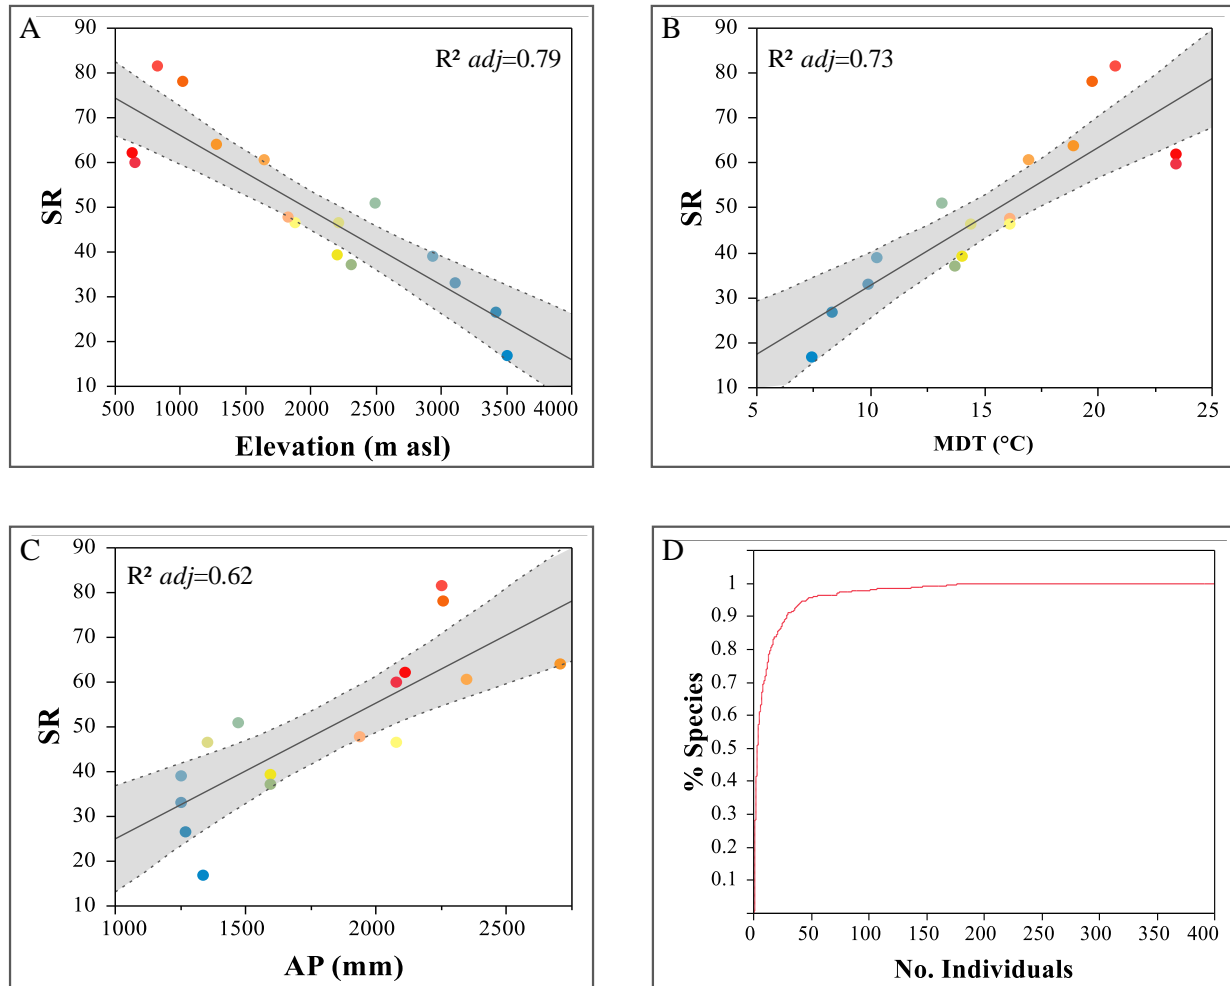 A
R² adj=0.79
90
80
70
60
50
40
30
20
10
SR
500 1000 1500 2000 2500 3000 3500 4000
Elevation (m asl)
B
R² adj=0.73
90
80
70
60
50
40
30
20
10
SR
5 10 15 20 25
MDT (°C)
C
R² adj=0.62
90
80
70
60
50
40
30
20
10
SR
1000 1500 2000 2500
AP (mm)
D
1
0.9
0.8
0.7
0.6
0.5
0.4
0.3
0.2
0.1
% Species
0 50 100 150 200 250 300 350 400
No. Individuals